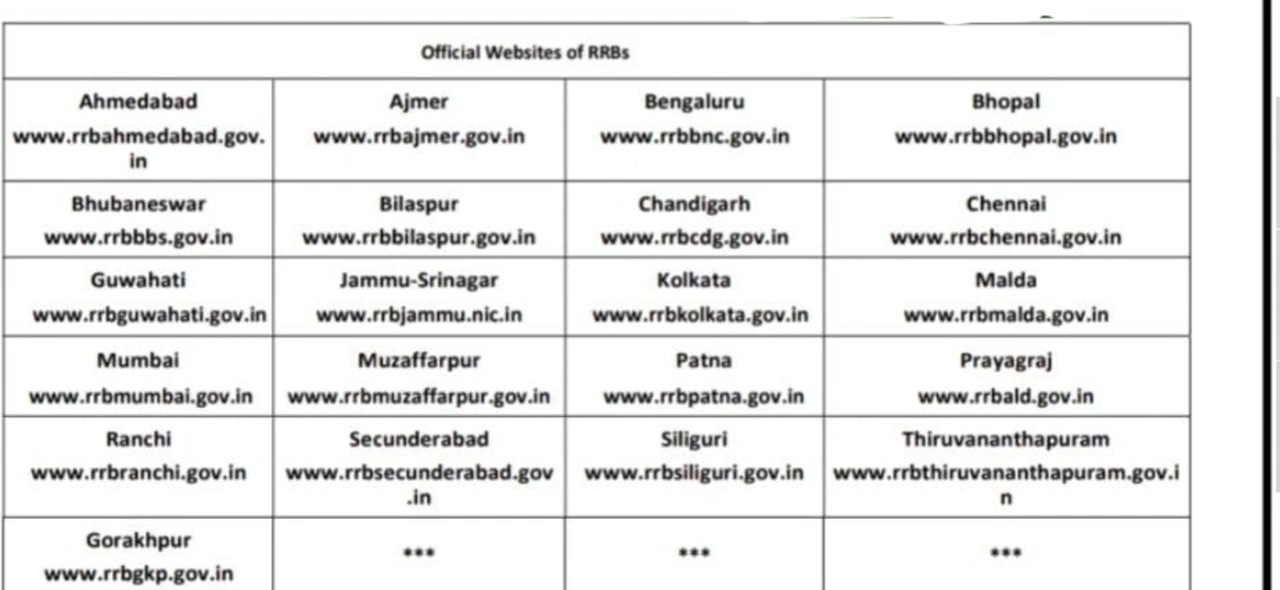 Official Websites of RRBs
Ahmedabad
www.rrbahmedabad.gov.
in
Ajmer
www.rrbajmer.gov.in
Bengaluru
www.rrbbnc.gov.in
Bhopal
www.rrbbhopal.gov.in
Bhubaneswar
www.rrbbbs.gov.in
Bilaspur
www.rrbbilaspur.gov.in
Chandigarh
www.rrbcdg.gov.in
Chennai
www.rrbchennai.gov.in
Guwahati
www.rrbguwahati.gov.in
Jammu-Srinagar
www.rrbjammu.nic.in
Kolkata
www.rrbkolkata.gov.in
Malda
www.rrbmalda.gov.in
Mumbai
www.rrbmumbai.gov.in
Muzaffarpur
www.rrbmuzaffarpur.gov.in
Patna
www.rrbpatna.gov.in
Prayagraj
www.rrbald.gov.in
Ranchi
www.rrbranchi.gov.in
Secunderabad
www.rrbsecunderabad.gov
.in
Siliguri
www.rrbsiliguri.gov.in
Thiruvananthapuram
www.rrbthiruvananthapuram.gov.i
n
Gorakhpur
www.rrbgkp.gov.in
***
***
***